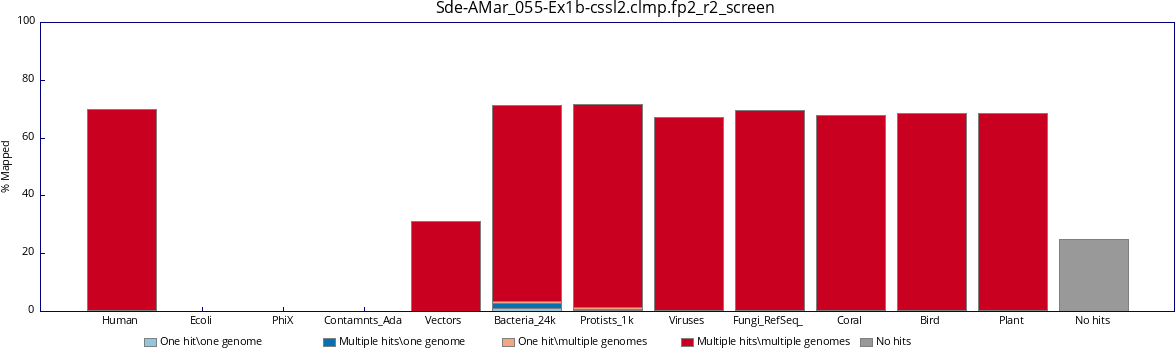 Sde-AMar_055-Ex1b-cssl2.clmp.fp2_r2_screen
100
80
60
40
20
0
% Mapped
Human Ecoli PhiX Contamnts_Ada Vectors Bacteria_24k Protists_1k Viruses Fungi_RefSeq_ Coral Bird Plant No hits
One hit\one genome Multiple hits\one genome One hit\multiple genomes Multiple hits\multiple genomes No hits